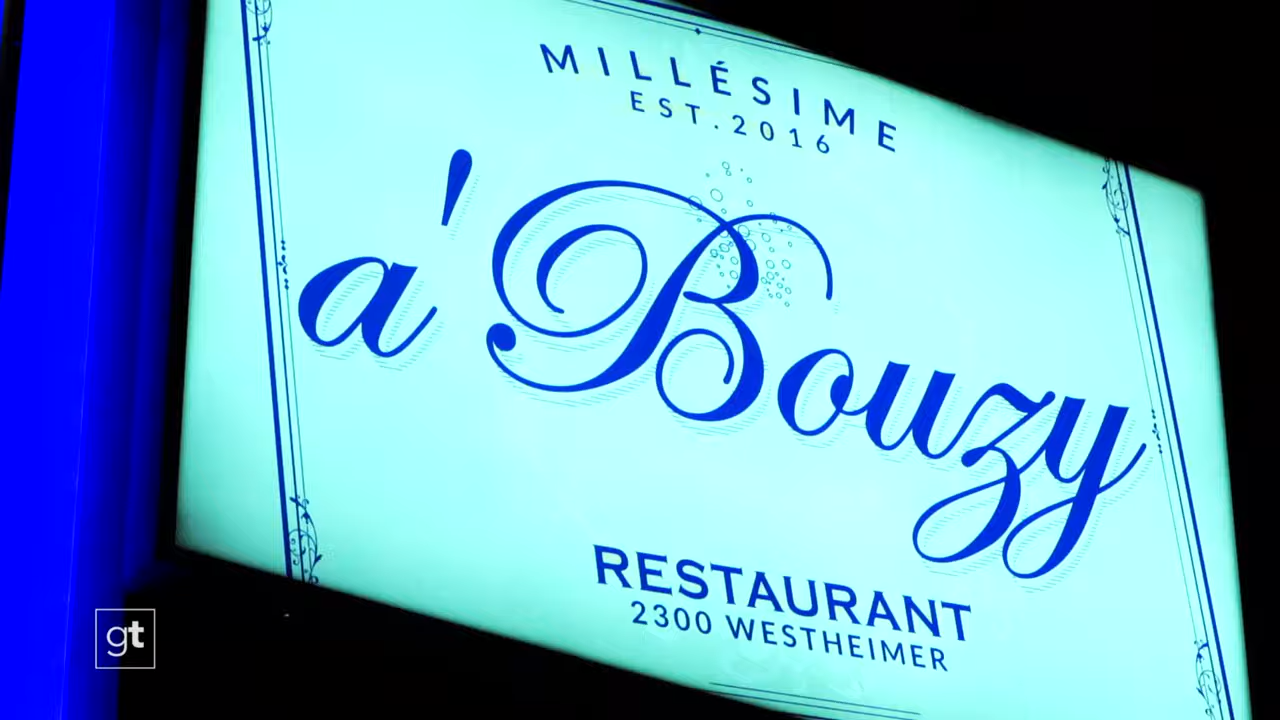 MILLÉSIME
EST.2016
a'Bouzy
RESTAURANT
2300 WESTHEIMER
gt